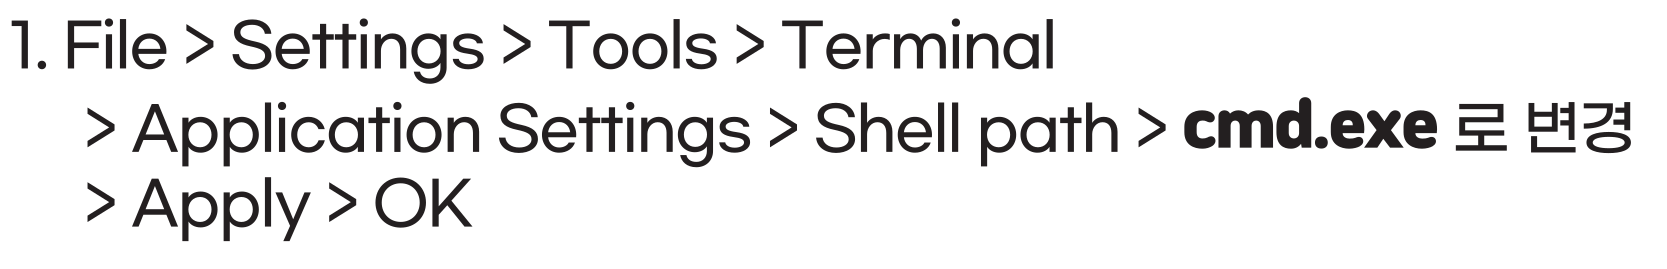 1. File > Settings > Tools > Terminal
> Application Settings > Shell path > cmd.exe 로 변경
> Apply > OK